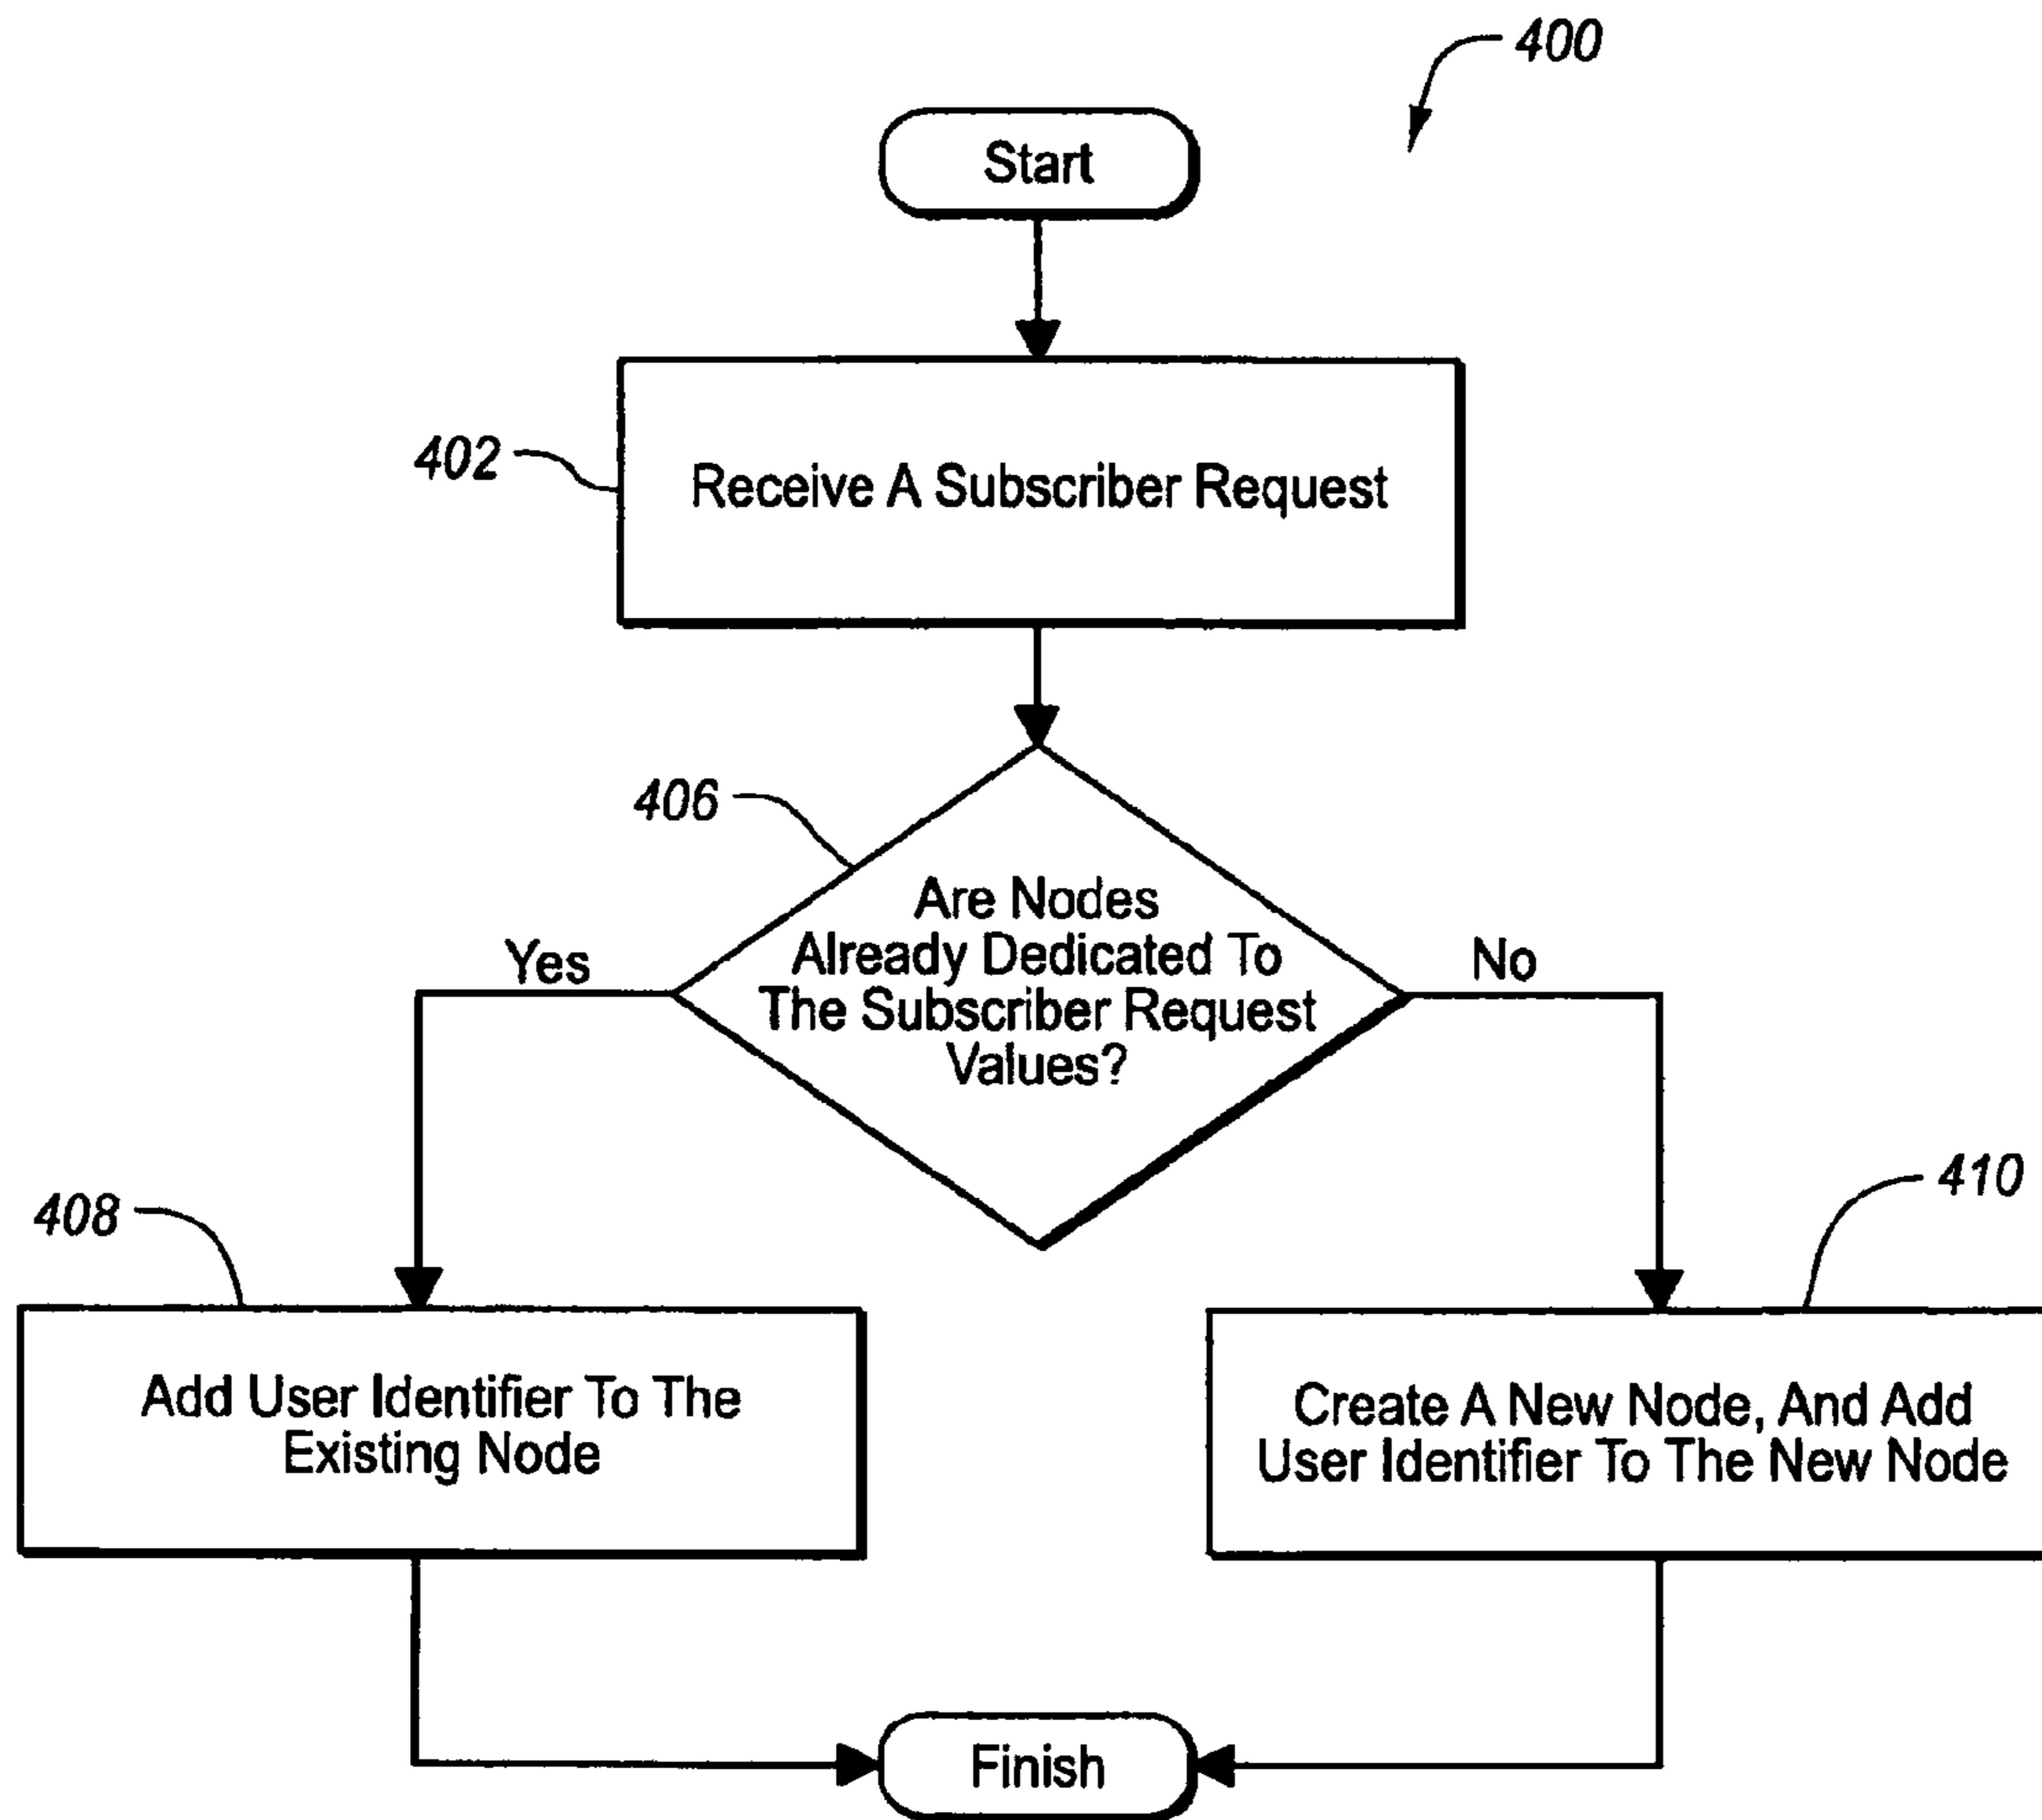 400
Start
402
Receive A Subscriber Request
406
Are Nodes
Already Dedicated To
The Subscriber Request
Values?
Yes
No
408
410
Add User Identifier To The
Existing Node
Create A New Node, And Add
User Identifier To The New Node
Finish